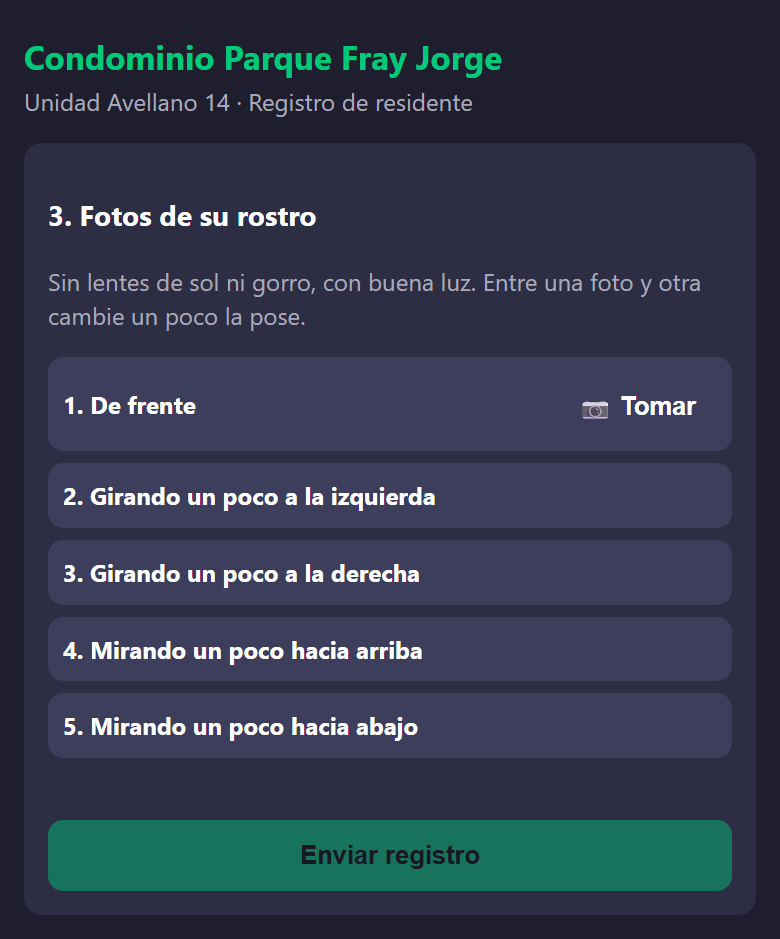 Condominio Parque Fray Jorge
Unidad Avellano 14 · Registro de residente
3. Fotos de su rostro
Sin lentes de sol ni gorro, con buena luz. Entre una foto y otra
cambie un poco la pose.
1. De frente
Tomar
2. Girando un poco a la izquierda
3. Girando un poco a la derecha
4. Mirando un poco hacia arriba
5. Mirando un poco hacia abajo
Enviar registro